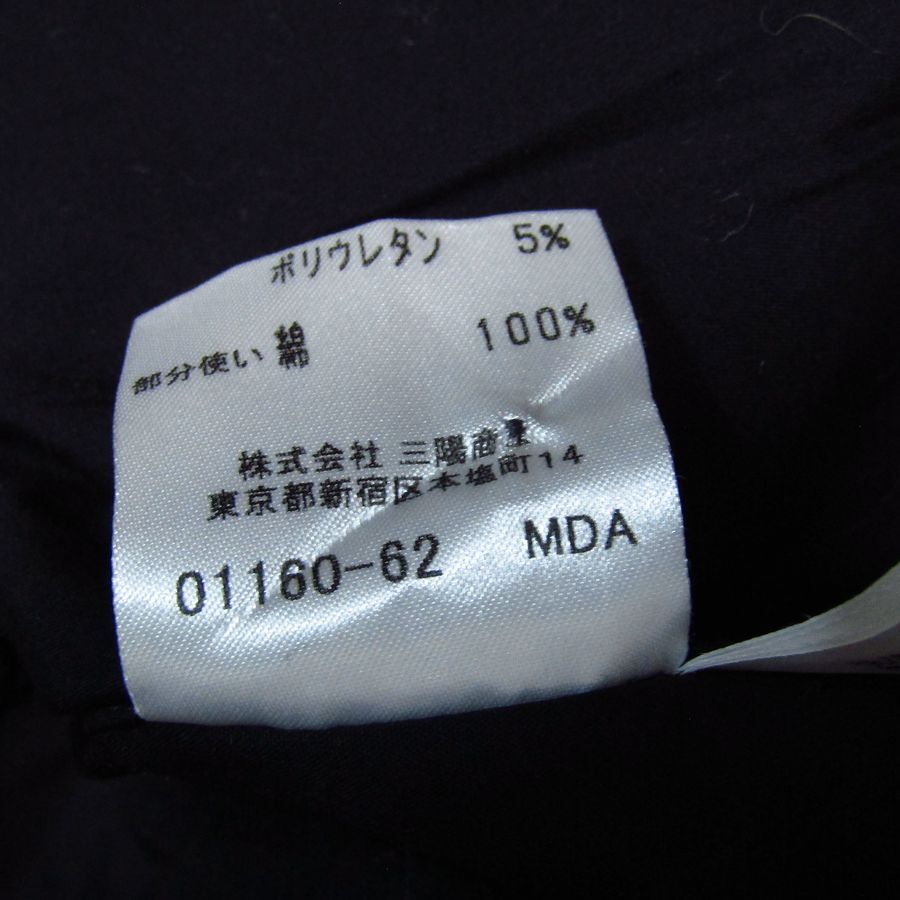 ポリウレタン 5%
部分使い 綿 100%
株式会社 三陽商会
東京都新宿区本塩町14
01160-62 MDA